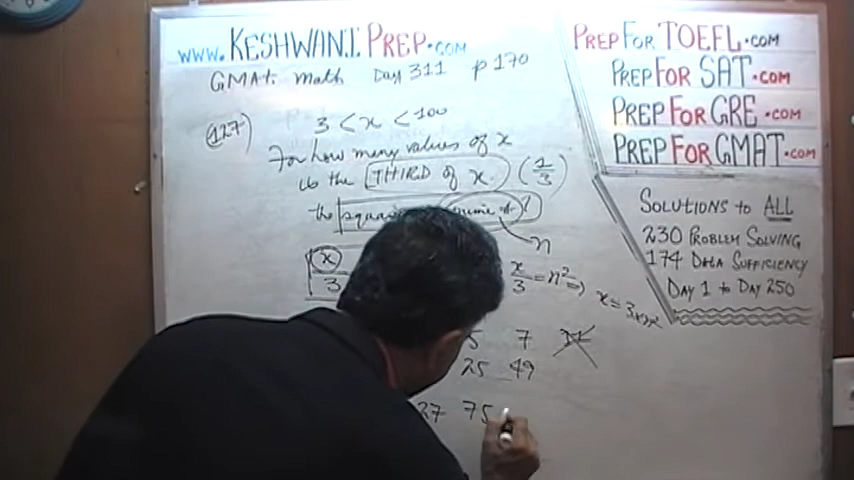 www.KESHWANI PREP.COM
GMAT math Day 311 p 170
127)
3 < x < 100
For how many values of x
is the THIRD of x (1/3)
the square prime #?
n
x/3
x/3 = n² ⇒ x = 3×n²
5 7
25 49
27 75
PREP FOR TOEFL.COM
PREP FOR SAT.COM
PREP FOR GRE.COM
PREP FOR GMAT.COM
SOLUTIONS TO ALL
230 PROBLEM SOLVING
174 DATA SUFFICIENCY
DAY 1 TO DAY 250